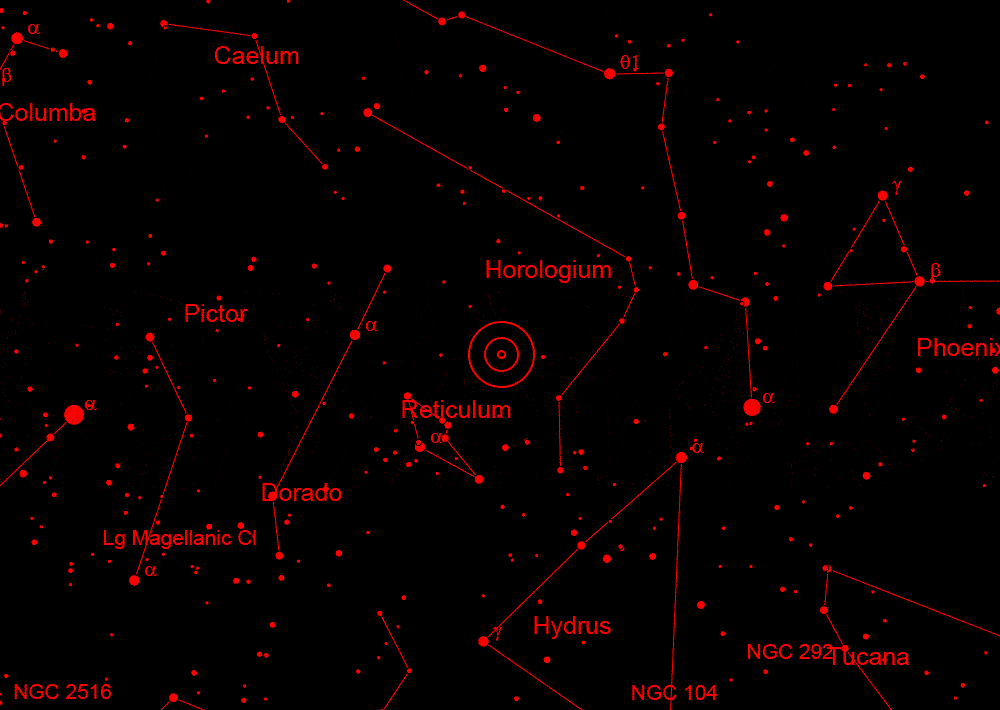 α
θ1
Caelum
β
Columba
γ
Horologium
β
Pictor
α
Phoenix
α
α
Reticulum
α
α
Dorado
Lg Magellanic Cl
α
Hydrus
γ
NGC 292
Tucana
NGC 2516
NGC 104